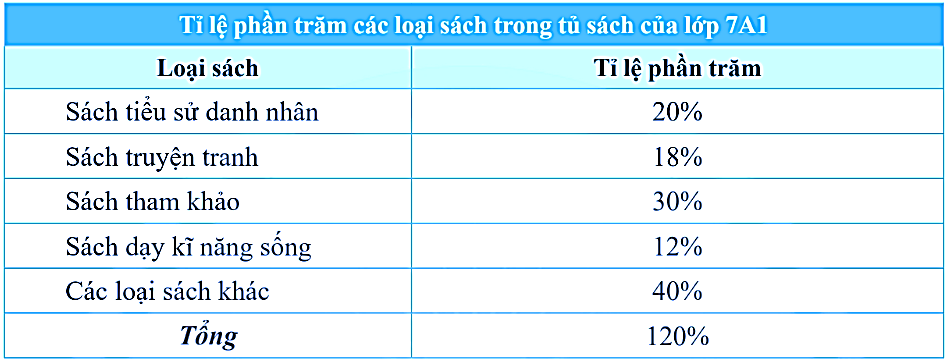 Tỉ lệ phần trăm các loại sách trong tủ sách của lớp 7A1
Loại sách Tỉ lệ phần trăm
Sách tiểu sử danh nhân 20%
Sách truyện tranh 18%
Sách tham khảo 30%
Sách dạy kĩ năng sống 12%
Các loại sách khác 40%
Tổng 120%